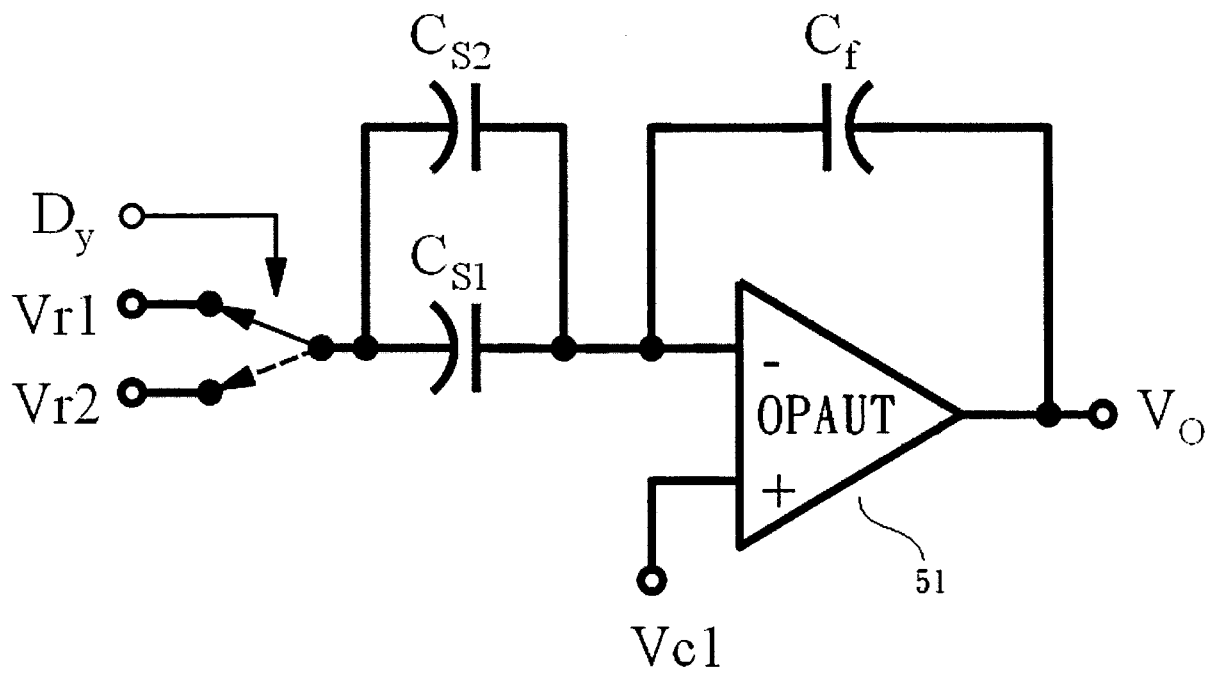 C_S2
C_f
D_y
C_S1
Vr1
Vr2
-
OPAUT
V_O
+
51
Vc1